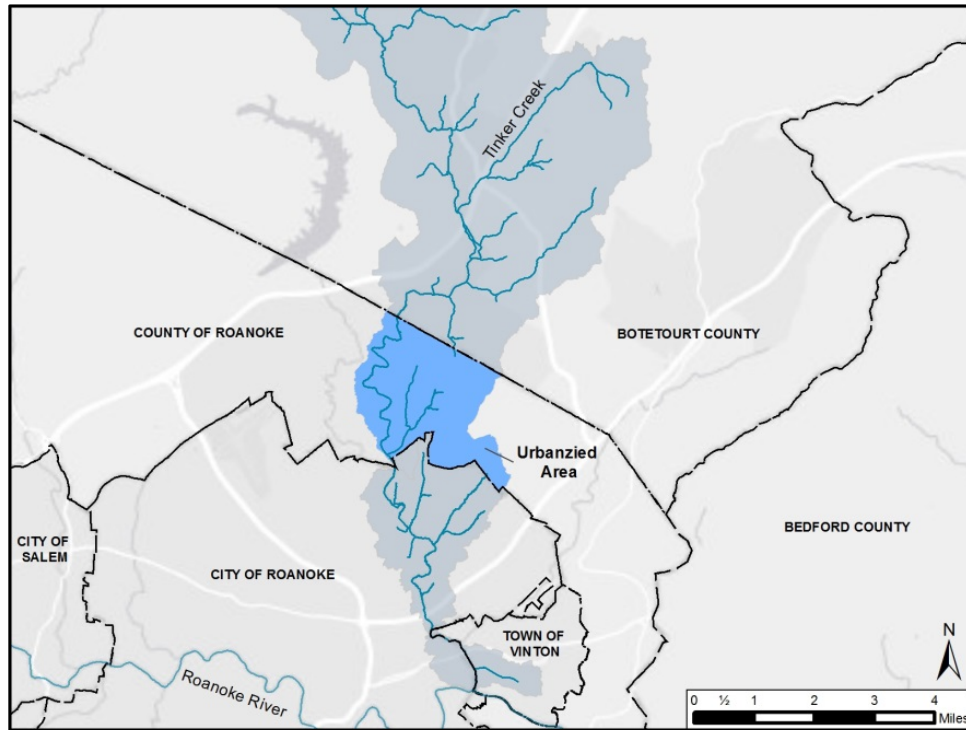 Tinker Creek
COUNTY OF ROANOKE
BOTETOURT COUNTY
Urbanzied
Area
BEDFORD COUNTY
CITY OF
SALEM
CITY OF ROANOKE
TOWN OF
VINTON
N
Roanoke River
0 ½ 1 2 3 4
Miles